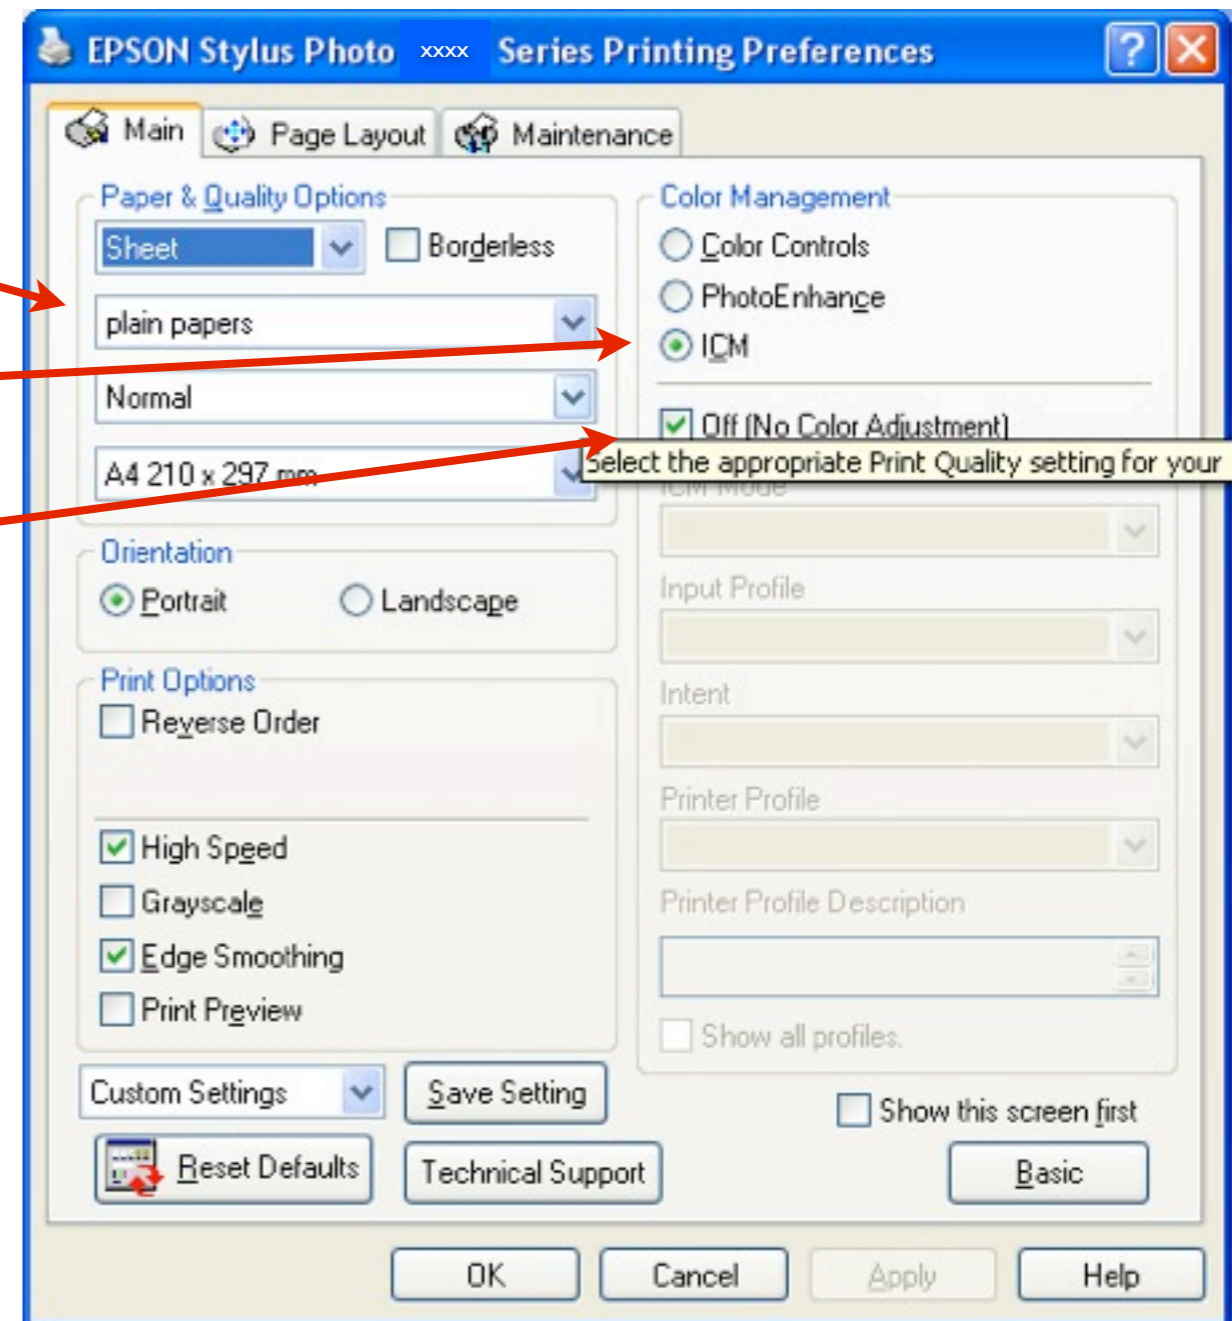 EPSON Stylus Photo xxxx Series Printing Preferences
Main
Page Layout
Maintenance
Paper & Quality Options
Sheet
Borderless
plain papers
Normal
A4 210 x 297 mm
Orientation
Portrait
Landscape
Print Options
Reverse Order
High Speed
Grayscale
Edge Smoothing
Print Preview
Custom Settings
Save Setting
Reset Defaults
Technical Support
Color Management
Color Controls
PhotoEnhance
ICM
Off (No Color Adjustment)
Select the appropriate Print Quality setting for your
ICM Mode
Input Profile
Intent
Printer Profile
Printer Profile Description
Show all profiles.
Show this screen first
Basic
OK
Cancel
Apply
Help